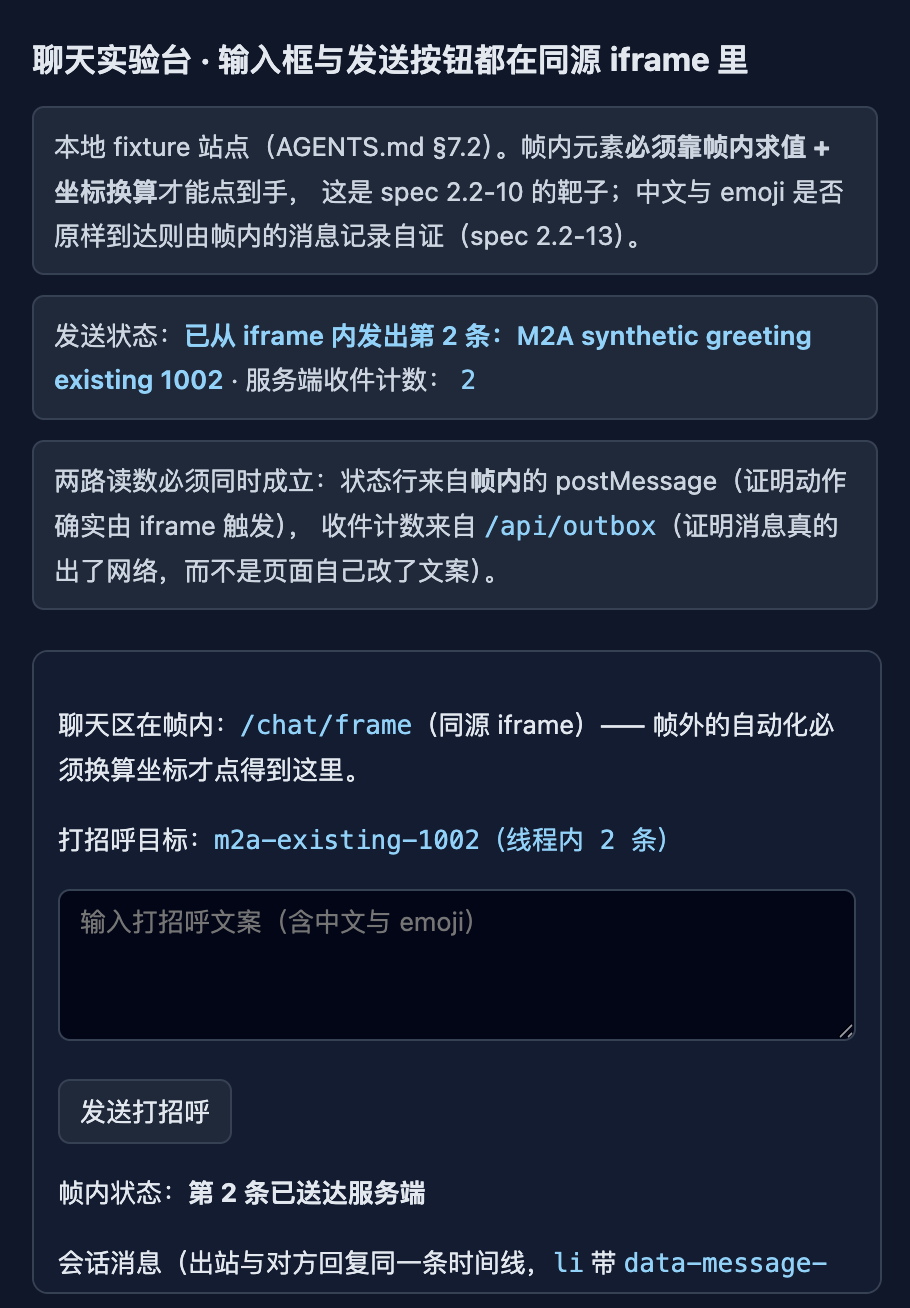 聊天实验台 · 输入框与发送按钮都在同源 iframe 里
本地 fixture 站点（AGENTS.md §7.2）。帧内元素必须靠帧内求值 +
坐标换算才能点到手， 这是 spec 2.2-10 的靶子；中文与 emoji 是否
原样到达则由帧内的消息记录自证（spec 2.2-13）。
发送状态：已从 iframe 内发出第 2 条：M2A synthetic greeting
existing 1002 · 服务端收件计数： 2
两路读数必须同时成立：状态行来自帧内的 postMessage（证明动作
确实由 iframe 触发）， 收件计数来自 /api/outbox（证明消息真的
出了网络，而不是页面自己改了文案）。
聊天区在帧内：/chat/frame（同源 iframe）—— 帧外的自动化必
须换算坐标才点得到这里。
打招呼目标：m2a-existing-1002（线程内 2 条）
输入打招呼文案（含中文与 emoji）
发送打招呼
帧内状态：第 2 条已送达服务端
会话消息（出站与对方回复同一条时间线，li 带 data-message-